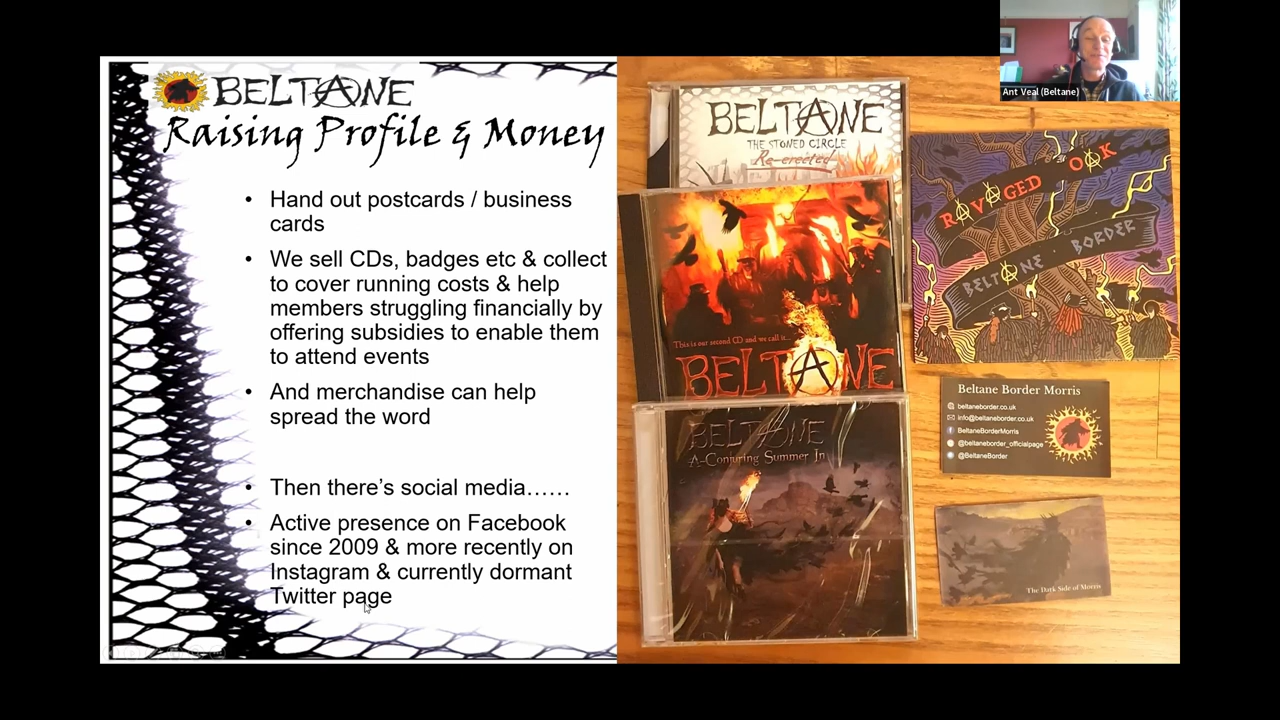 BELTANE
Raising Profile & Money
• Hand out postcards / business
cards
• We sell CDs, badges etc & collect
to cover running costs & help
members struggling financially by
offering subsidies to enable them
to attend events
• And merchandise can help
spread the word
• Then there's social media……
• Active presence on Facebook
since 2009 & more recently on
Instagram & currently dormant
Twitter page
BELTANE
THE STONED CIRCLE
Re-erected
This is our second CD and we call it...
BELTANE
BELTANE
A-Conjuring Summer In
RAVAGED OAK
BELTANE BORDER
Beltane Border Morris
beltaneborder.co.uk
info@beltaneborder.co.uk
BeltaneBorderMorris
@beltaneborder_officialpage
@BeltaneBorder
The Dark Side of Morris
Ant Veal (Beltane)